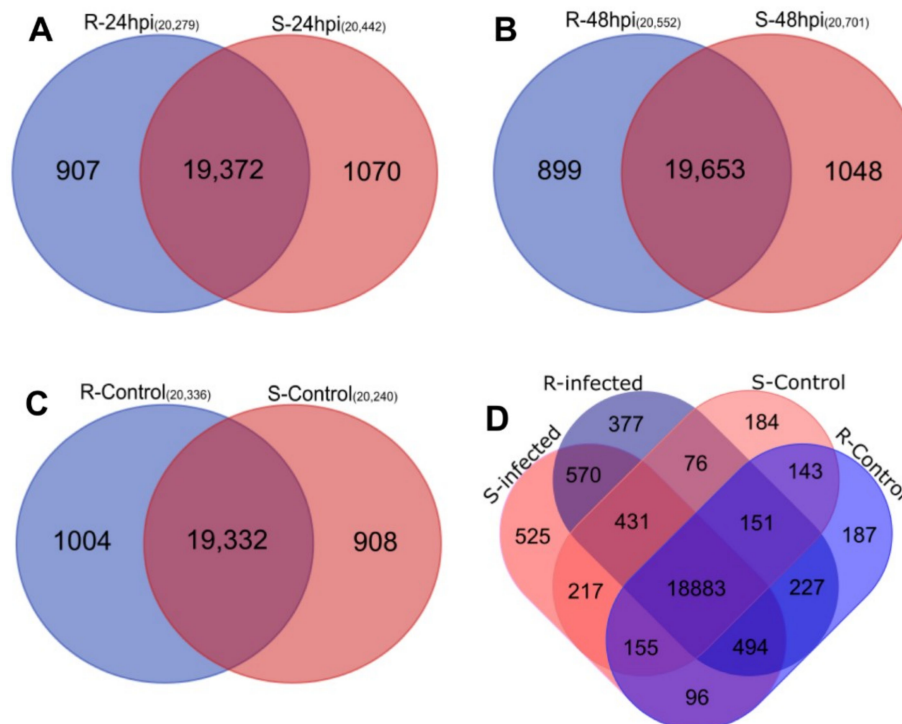 A
R-24hpi(20,279) S-24hpi(20,442)
907 19,372 1070
B
R-48hpi(20,552) S-48hpi(20,701)
899 19,653 1048
C
R-Control(20,336) S-Control(20,240)
1004 19,332 908
D
R-infected S-Control
S-infected R-Control
377 184
570 76 143
525 431 151 187
217 18883 227
155 494
96